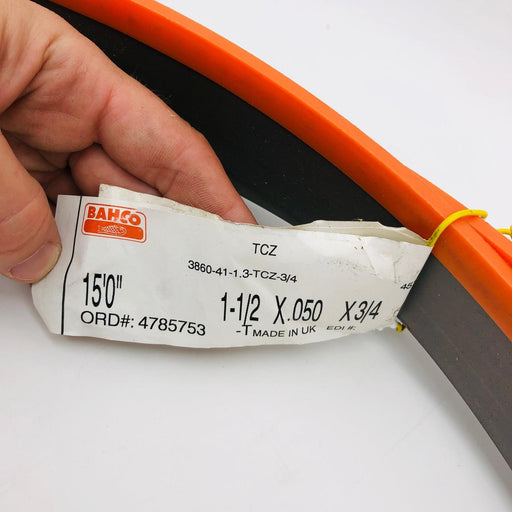 BAHCO
TCZ
3860-41-1.3-TCZ-3/4
15'0"
1-1/2 X .050 X 3/4
ORD#: 4785753
-T MADE IN UK EDI #: